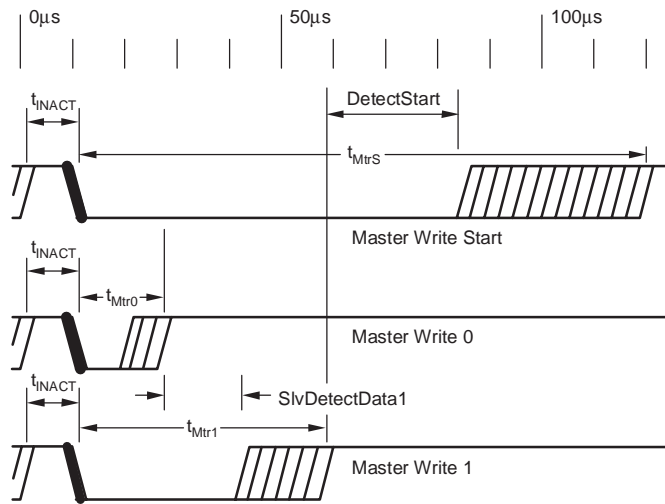 0μs 50μs 100μs
DetectStart
tINACT
tMtrS
Master Write Start
tINACT
tMtr0
Master Write 0
tINACT
SlvDetectData1
tMtr1
Master Write 1